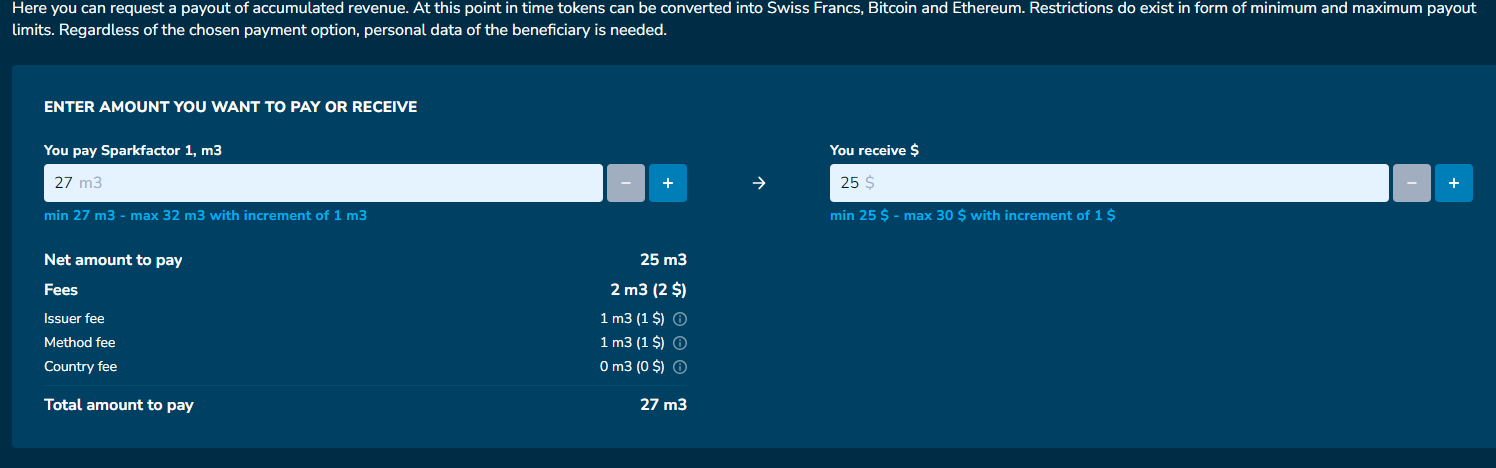 Here you can request a payout of accumulated revenue. At this point in time tokens can be converted into Swiss Francs, Bitcoin and Ethereum. Restrictions do exist in form of minimum and maximum payout
limits. Regardless of the chosen payment option, personal data of the beneficiary is needed.
ENTER AMOUNT YOU WANT TO PAY OR RECEIVE
You pay Sparkfactor 1, m3
27 m3 - +
min 27 m3 - max 32 m3 with increment of 1 m3
→
You receive $
25 $ - +
min 25 $ - max 30 $ with increment of 1 $
Net amount to pay 25 m3
Fees 2 m3 (2 $)
Issuer fee 1 m3 (1 $)
Method fee 1 m3 (1 $)
Country fee 0 m3 (0 $)
Total amount to pay 27 m3